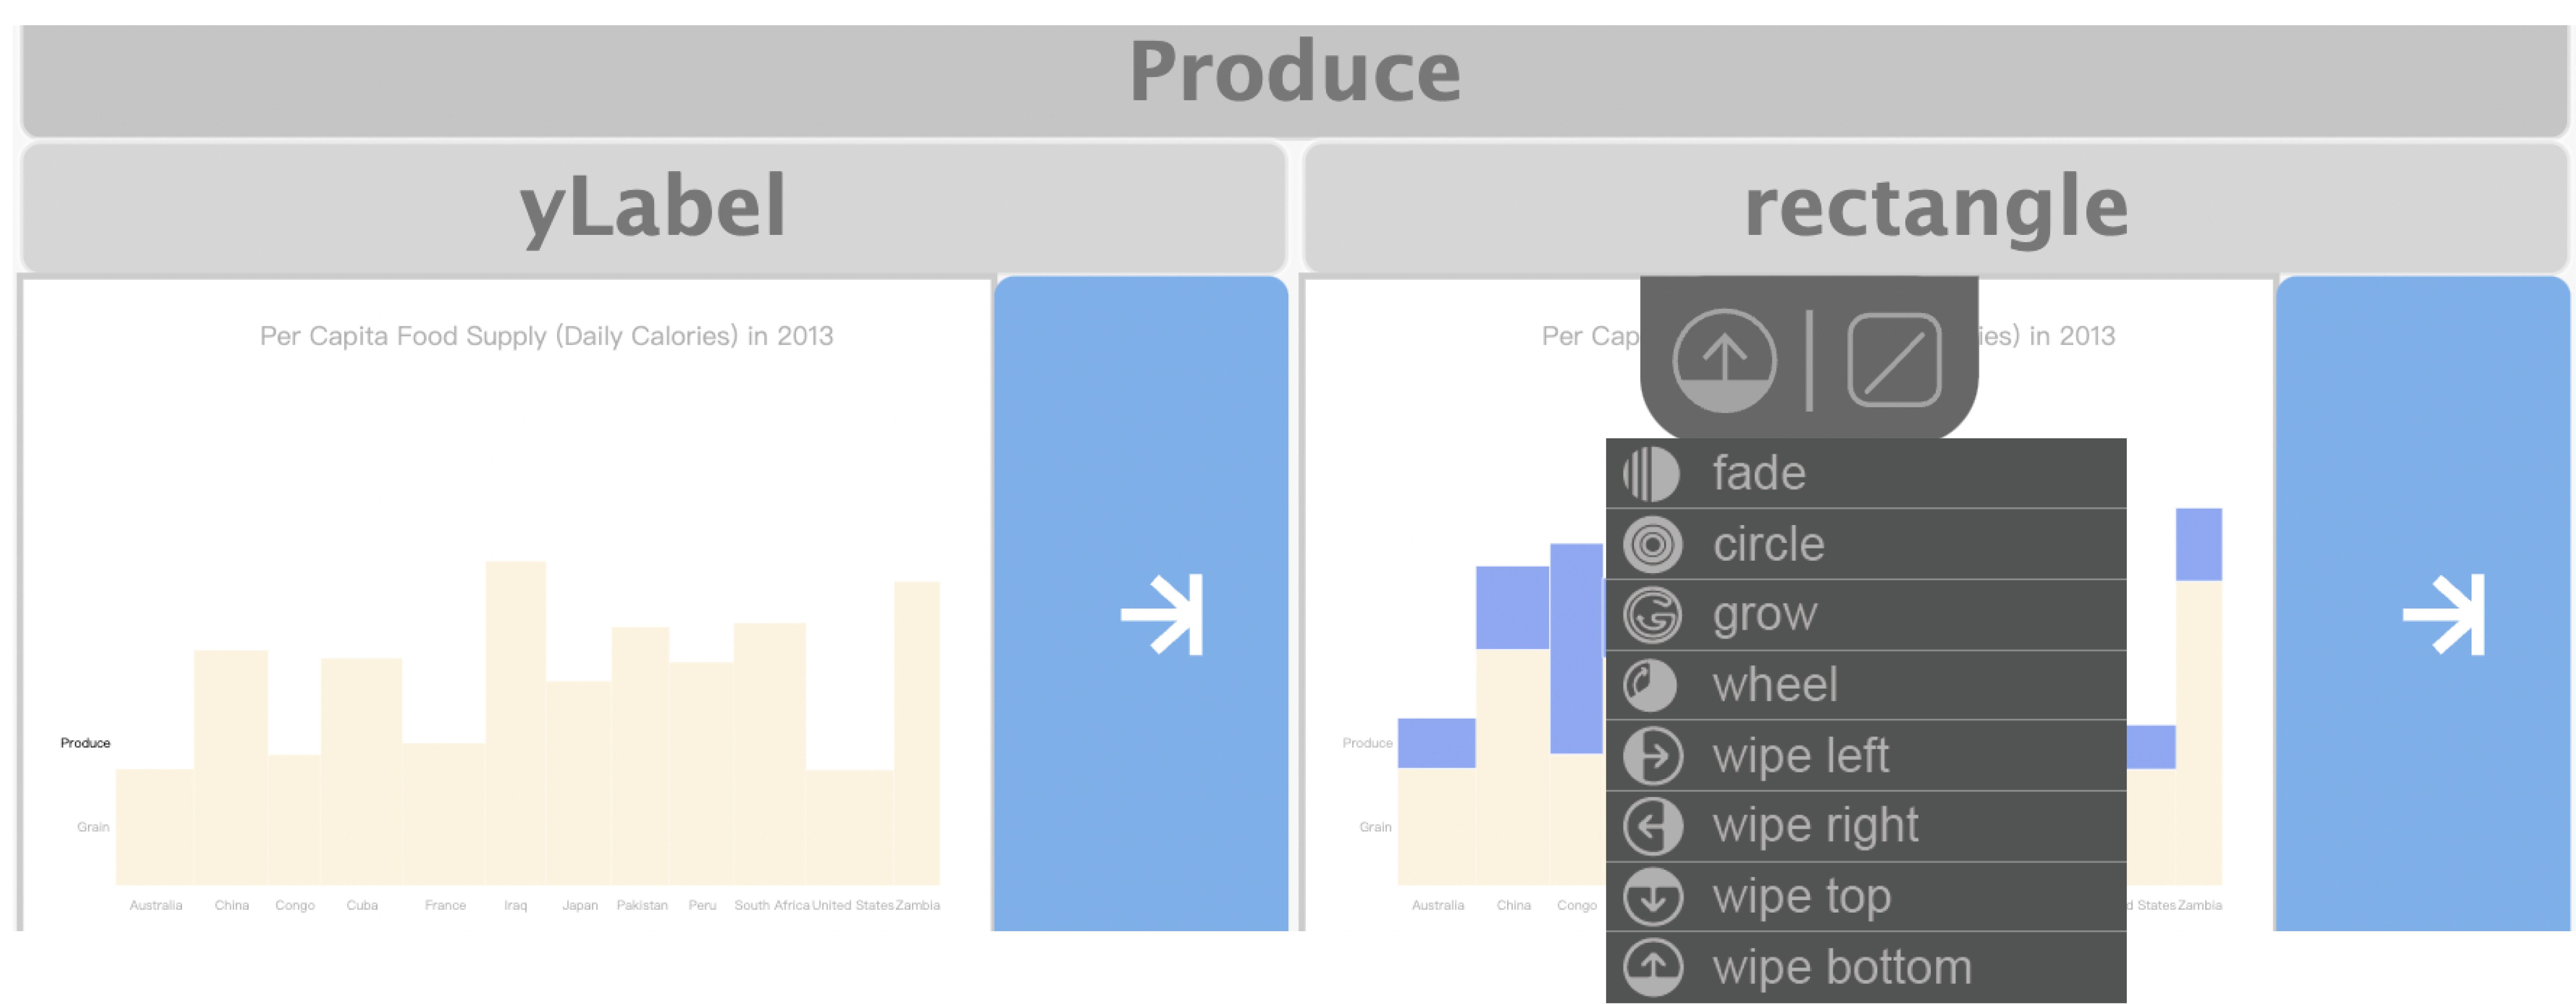 Produce
yLabel
rectangle
Per Capita Food Supply (Daily Calories) in 2013
Produce
Grain
Australia China Congo Cuba France Iraq Japan Pakistan Peru South Africa United States Zambia
Per Cap
ies) in 2013
fade
circle
grow
wheel
wipe left
wipe right
wipe top
wipe bottom
Produce
Grain
Australia China Congo
d States Zambia